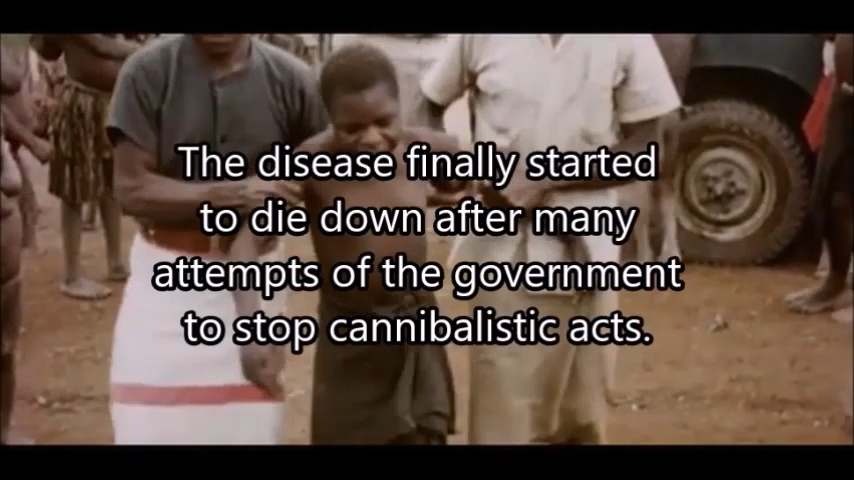 The disease finally started
to die down after many
attempts of the government
to stop cannibalistic acts.